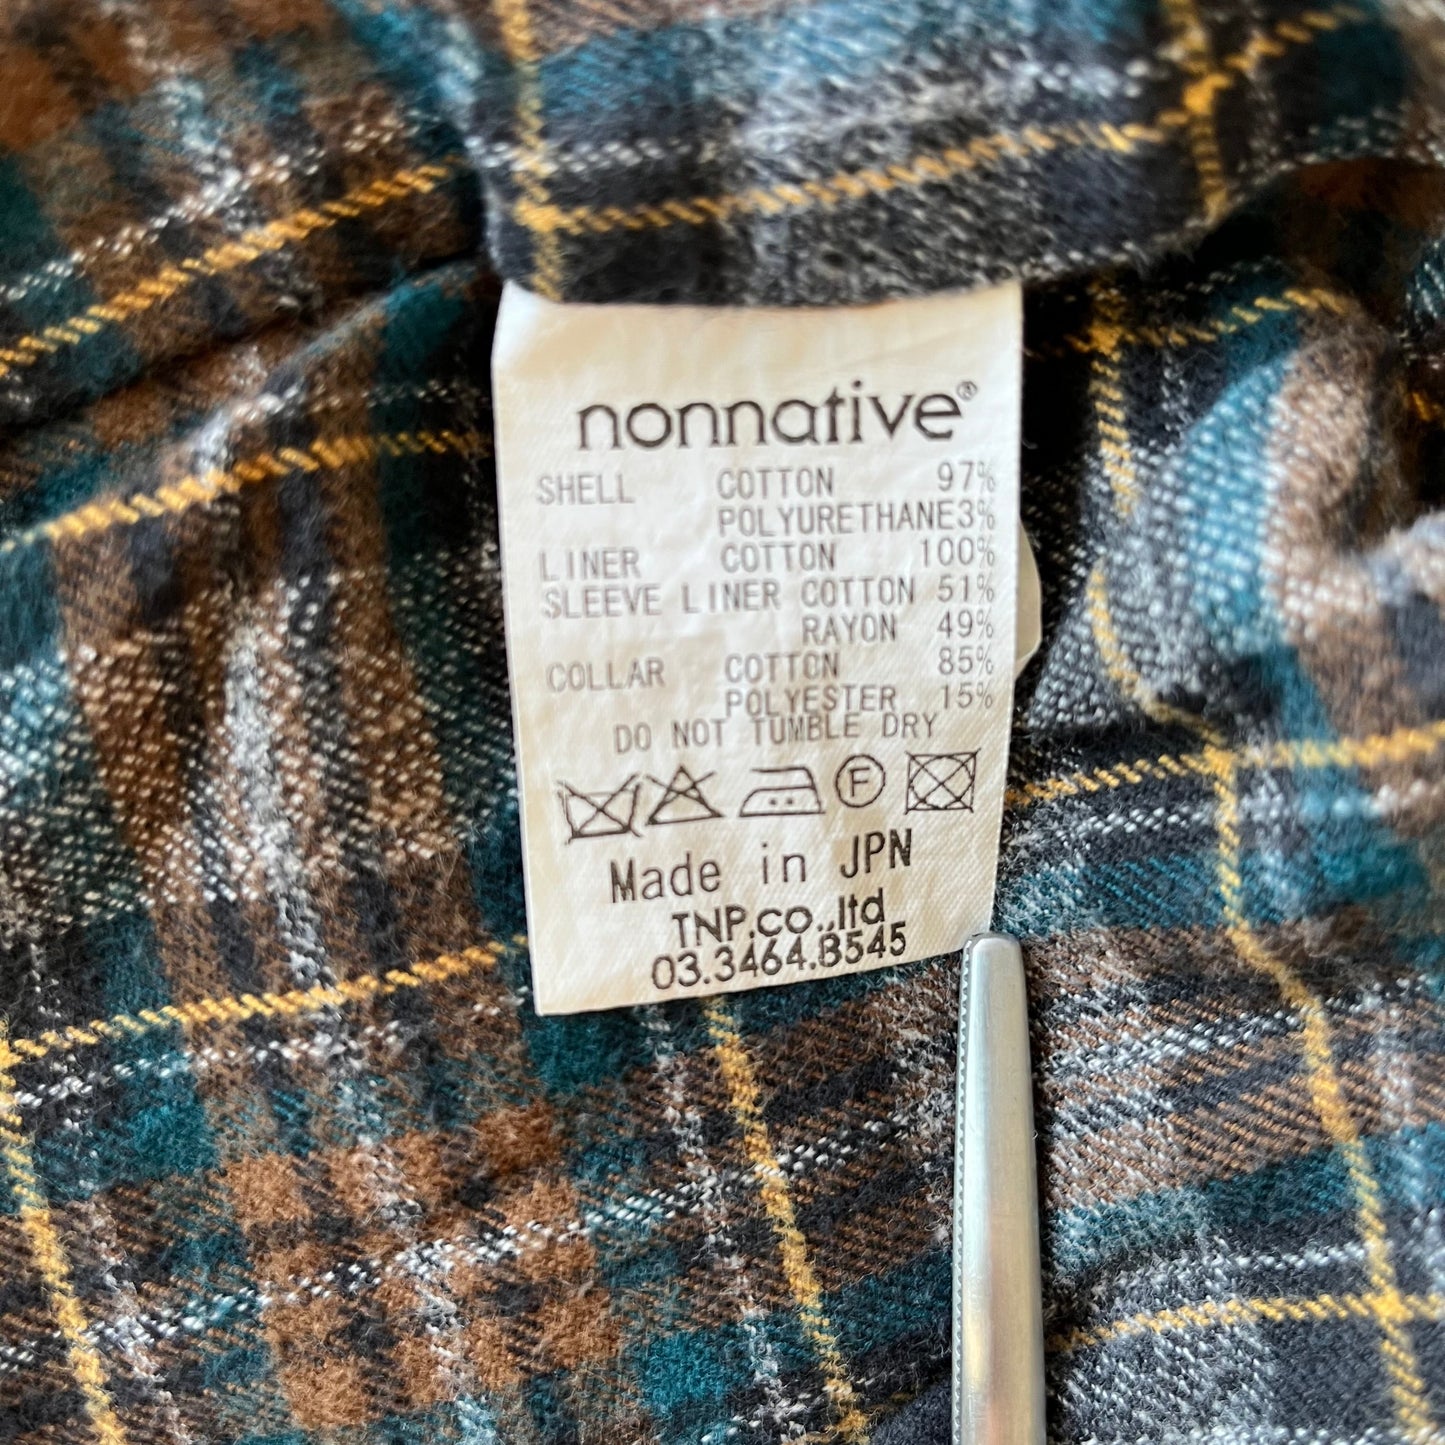 nonnative®
SHELL COTTON 97%
POLYURETHANE3%
LINER COTTON 100%
SLEEVE LINER COTTON 51%
RAYON 49%
COLLAR COTTON 85%
POLYESTER 15%
DO NOT TUMBLE DRY
F
Made in JPN
TNP.co.,ltd
03.3464.8545